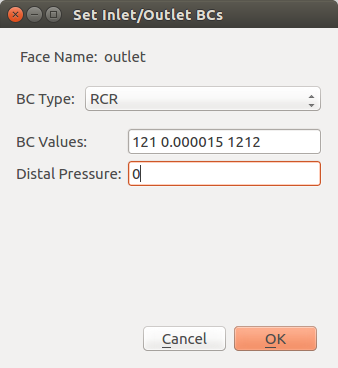 Set Inlet/Outlet BCs
Face Name: outlet
BC Type: RCR
BC Values: 121 0.000015 1212
Distal Pressure: 0
Cancel OK